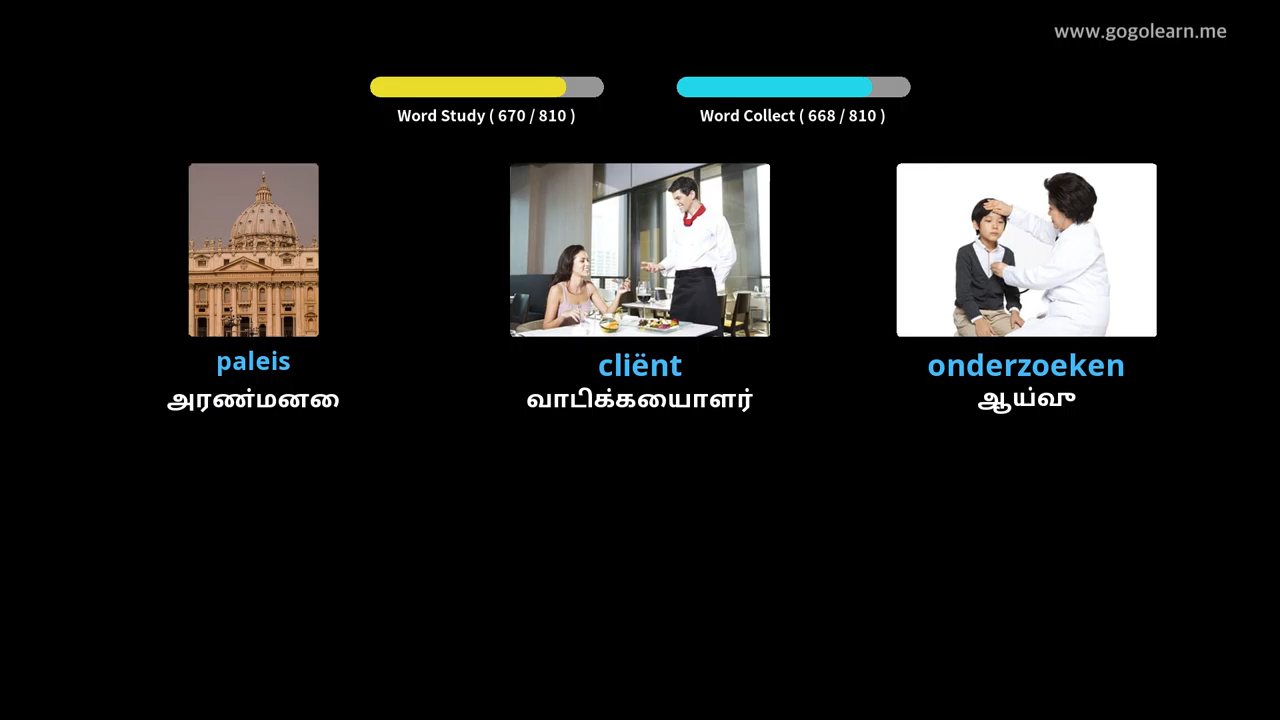 www.gogolearn.me
Word Study ( 670 / 810 )
Word Collect ( 668 / 810 )
paleis
அரண்மனை
cliënt
வாடிக்கையாளர்
onderzoeken
ஆய்வு